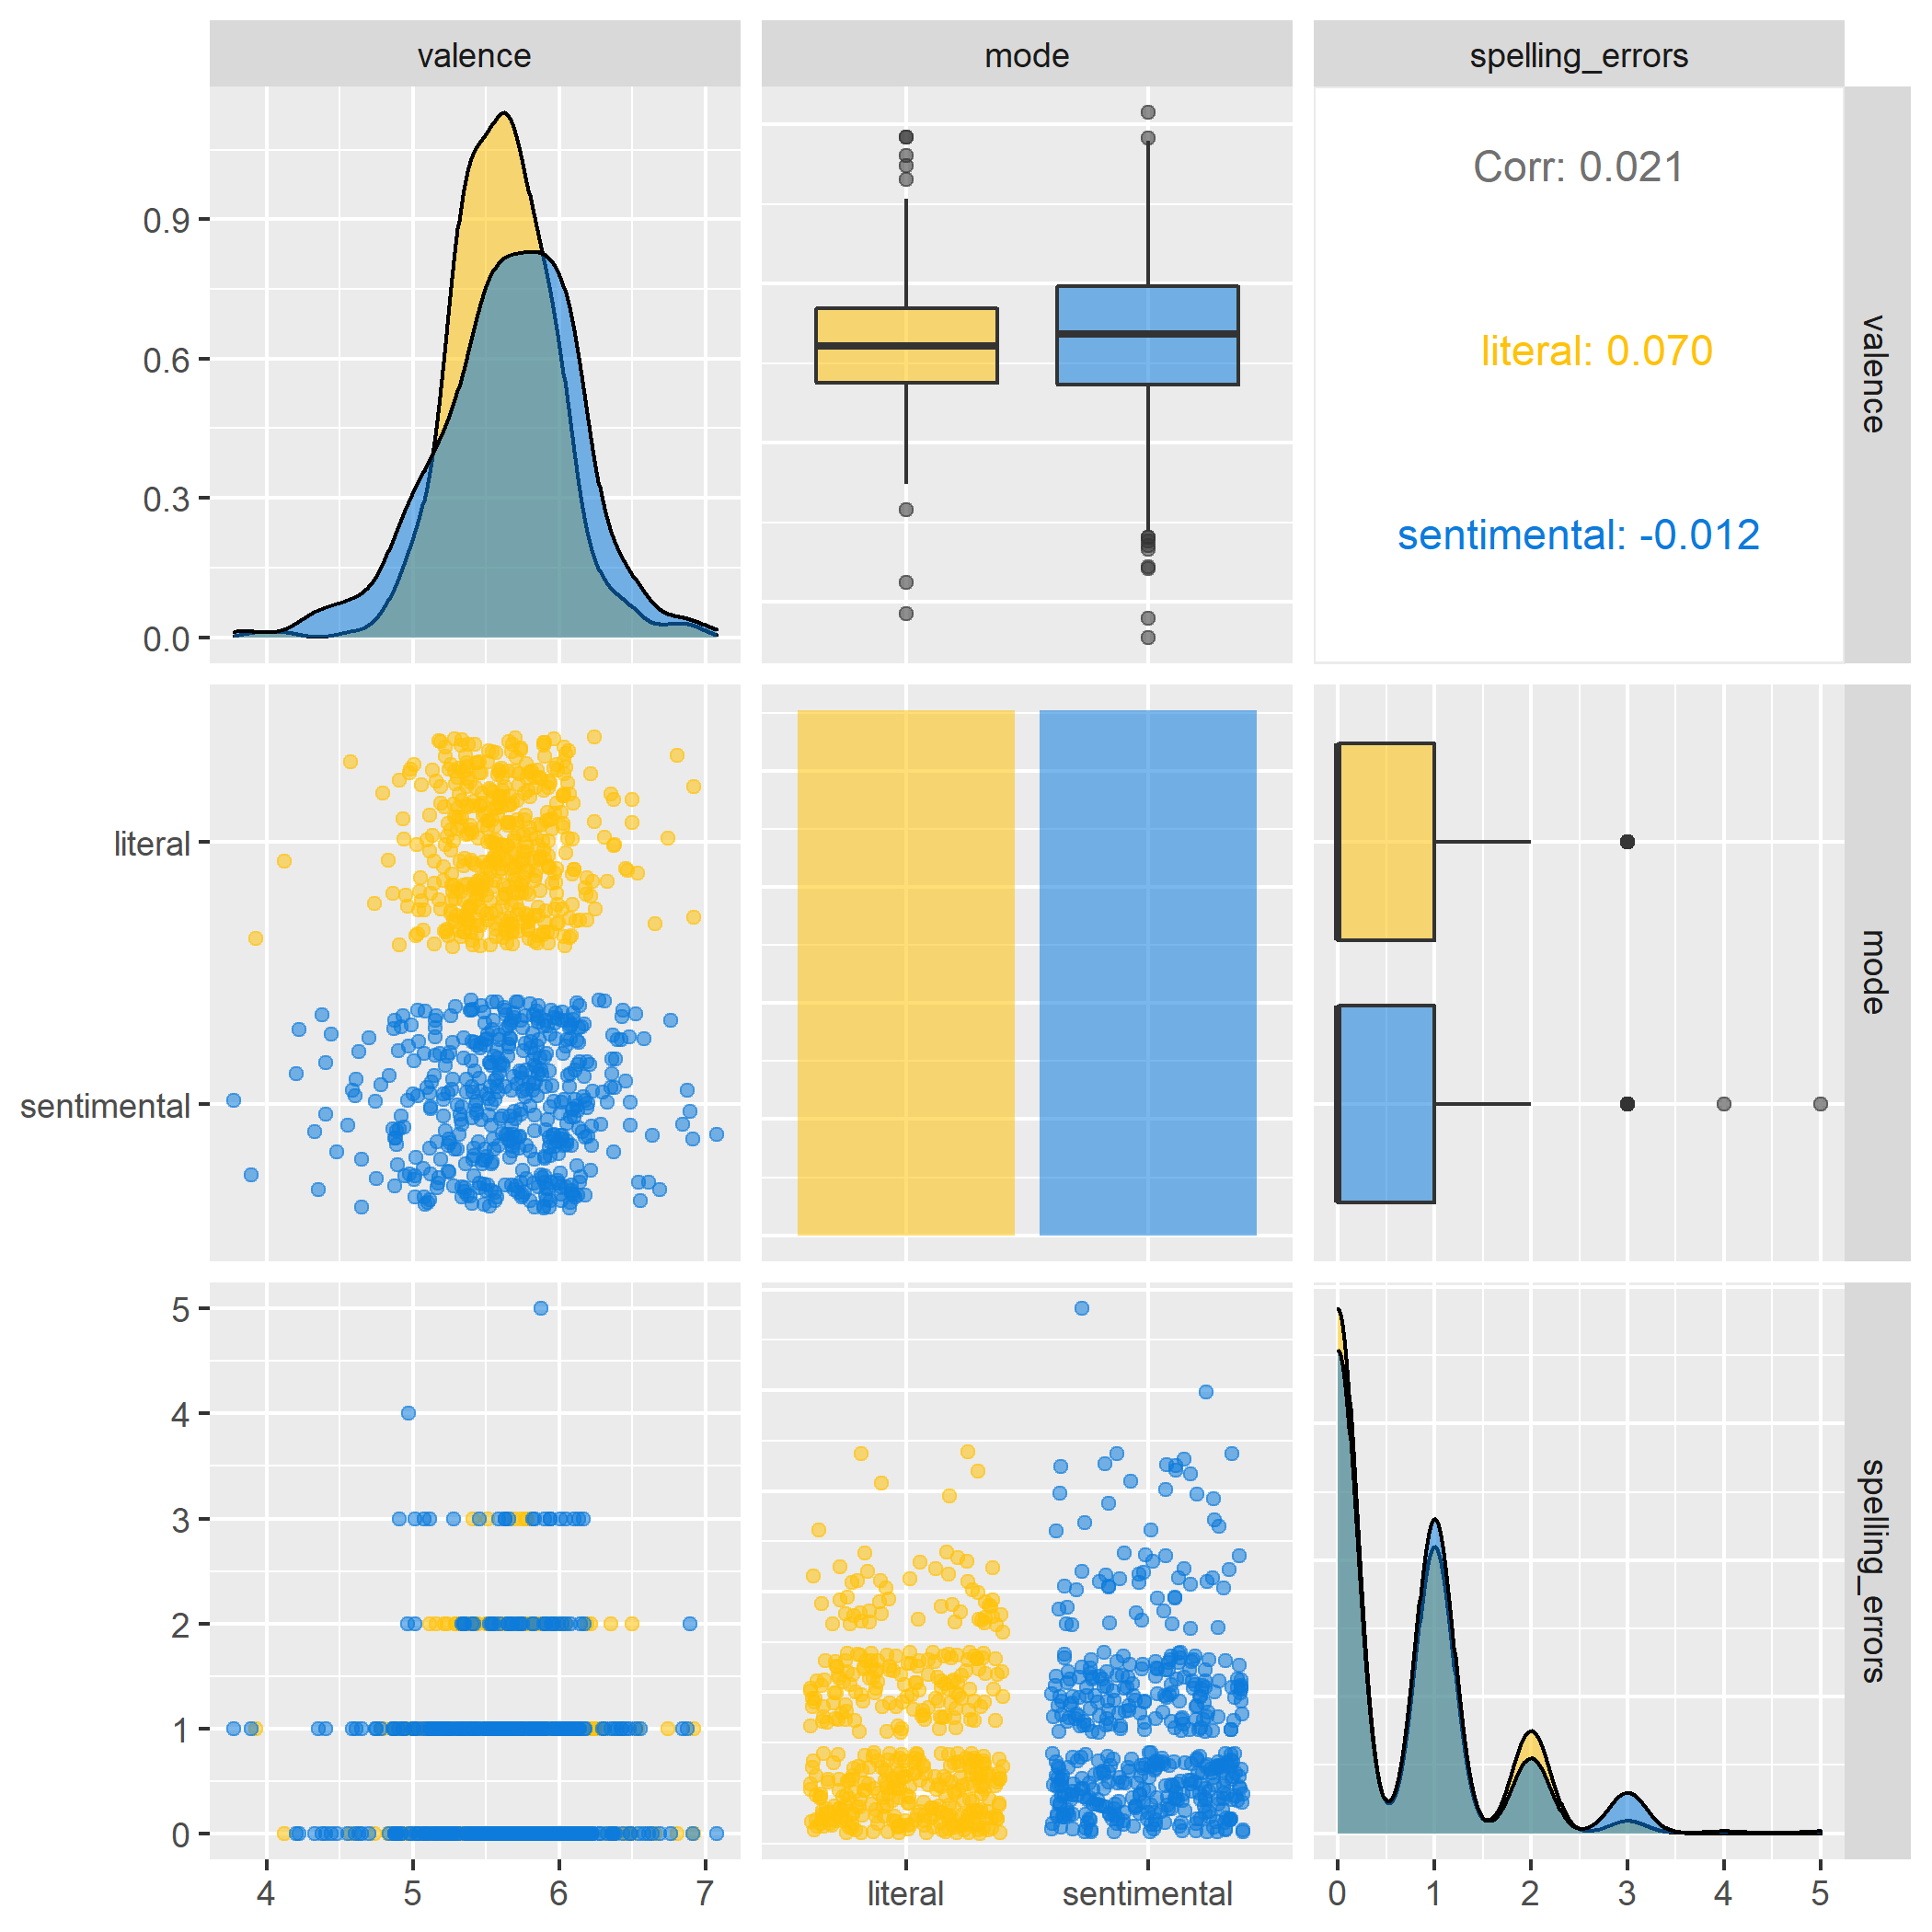 valence
mode
spelling_errors
0.9
0.6
0.3
0.0
Corr: 0.021
literal: 0.070
sentimental: -0.012
valence
literal
sentimental
mode
5
4
3
2
1
0
spelling_errors
4 5 6 7
literal sentimental
0 1 2 3 4 5